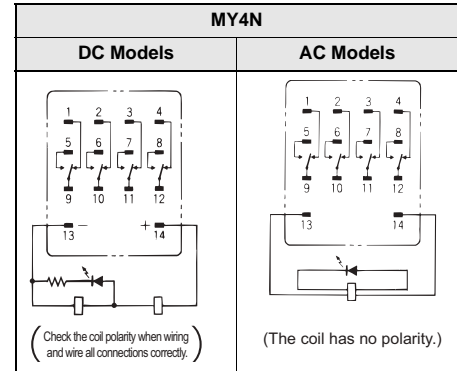 MY4N
DC Models
AC Models
1 2 3 4
5 6 7 8
9 10 11 12
13 − + 14
(Check the coil polarity when wiring
and wire all connections correctly.)
1 2 3 4
5 6 7 8
9 10 11 12
13 14
(The coil has no polarity.)